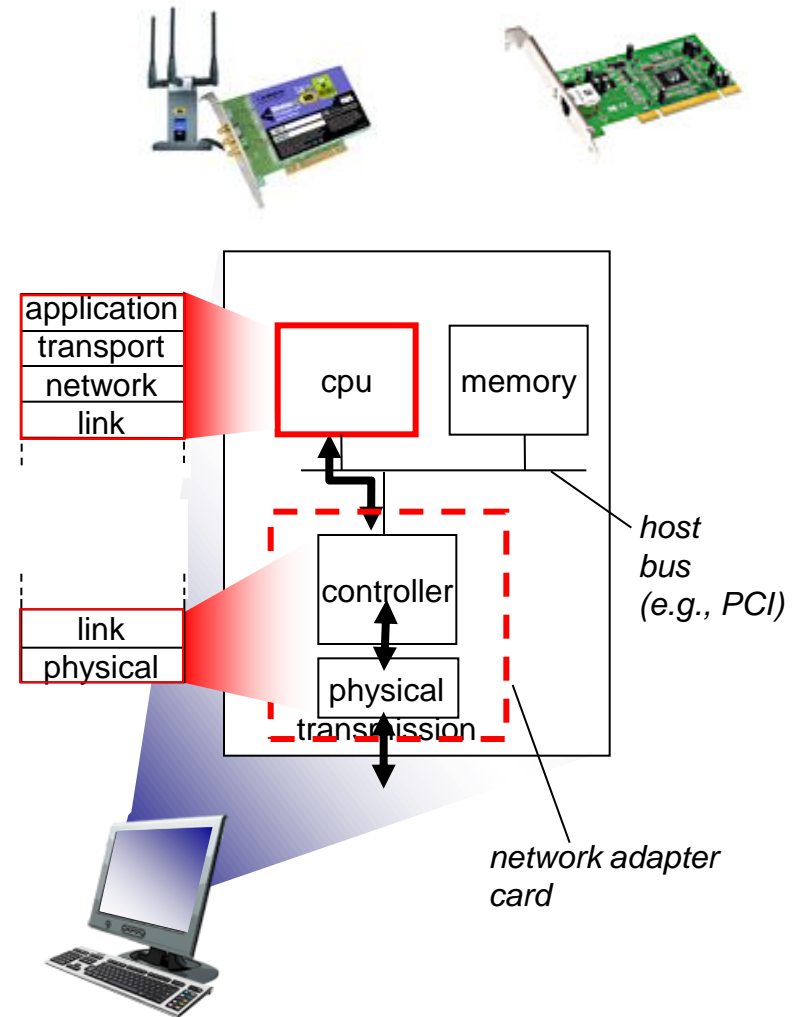 application
transport
network
link
cpu
memory
host
bus
(e.g., PCI)
controller
link
physical
physical
transmission
network adapter
card